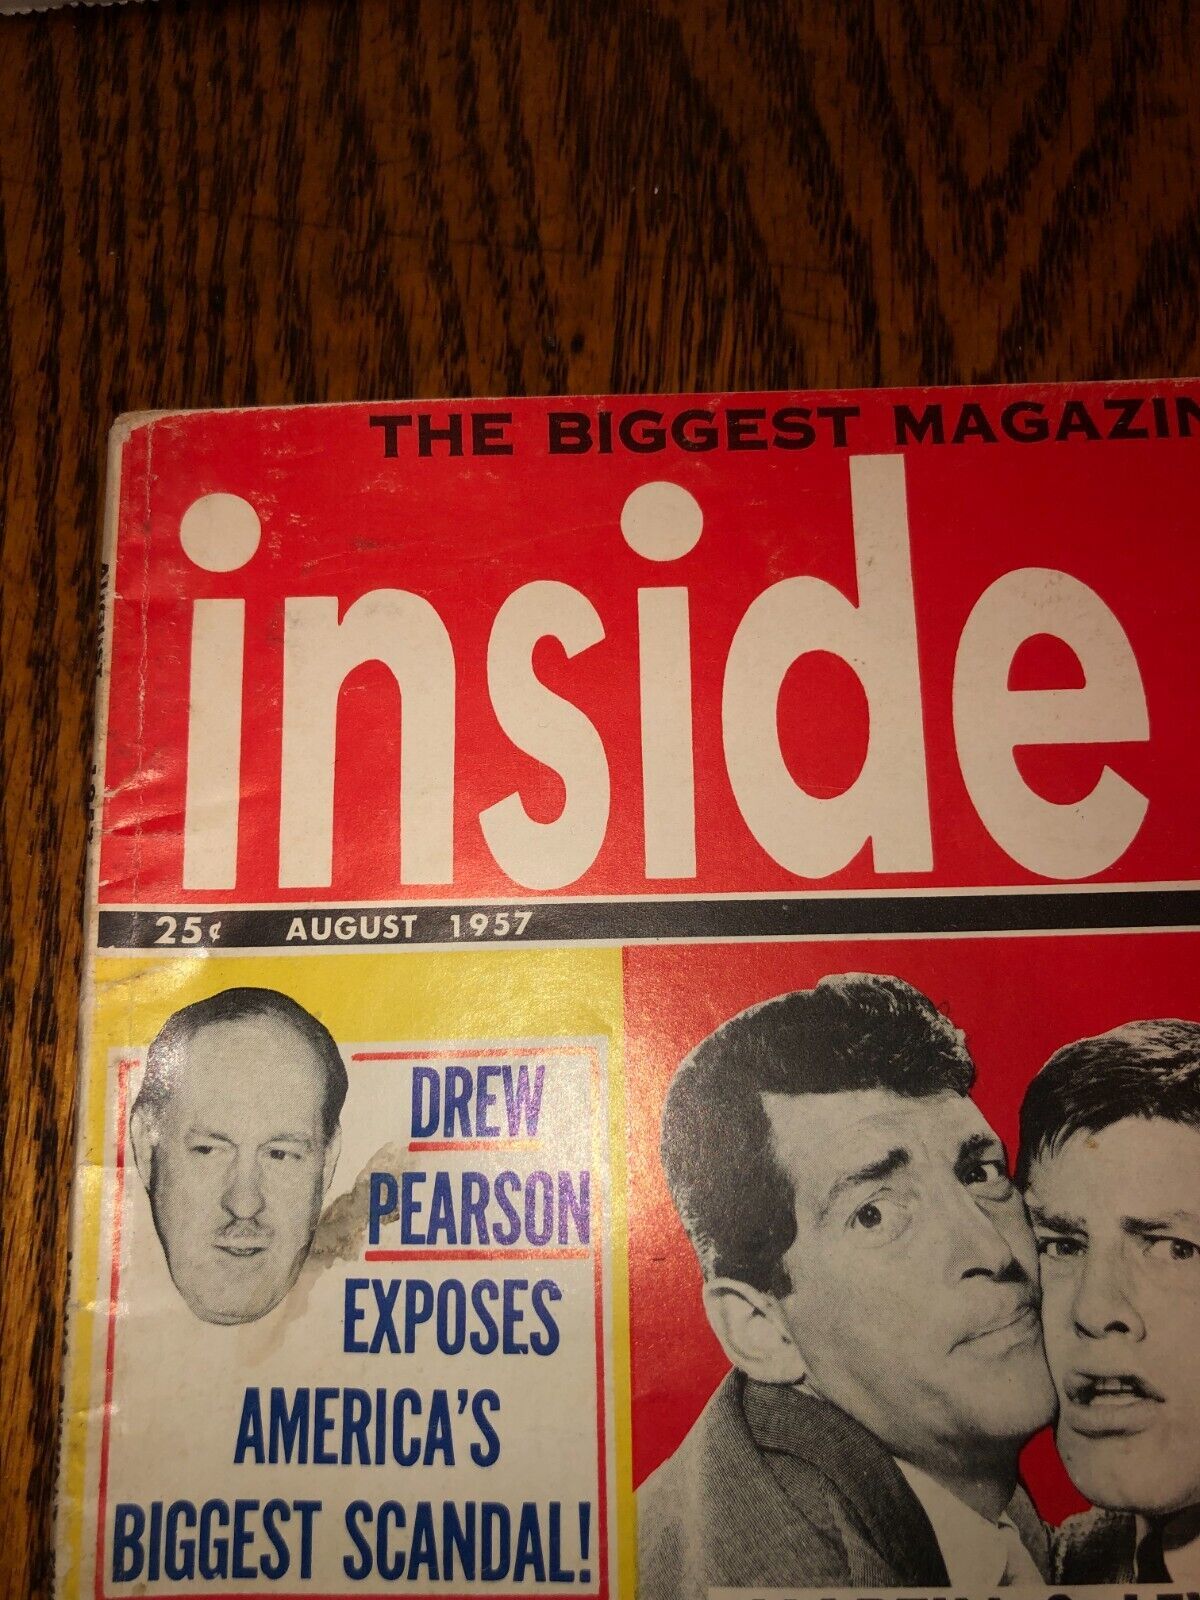 THE BIGGEST MAGAZIN
inside
25¢ AUGUST 1957
DREW
PEARSON
EXPOSES
AMERICA'S
BIGGEST SCANDAL!